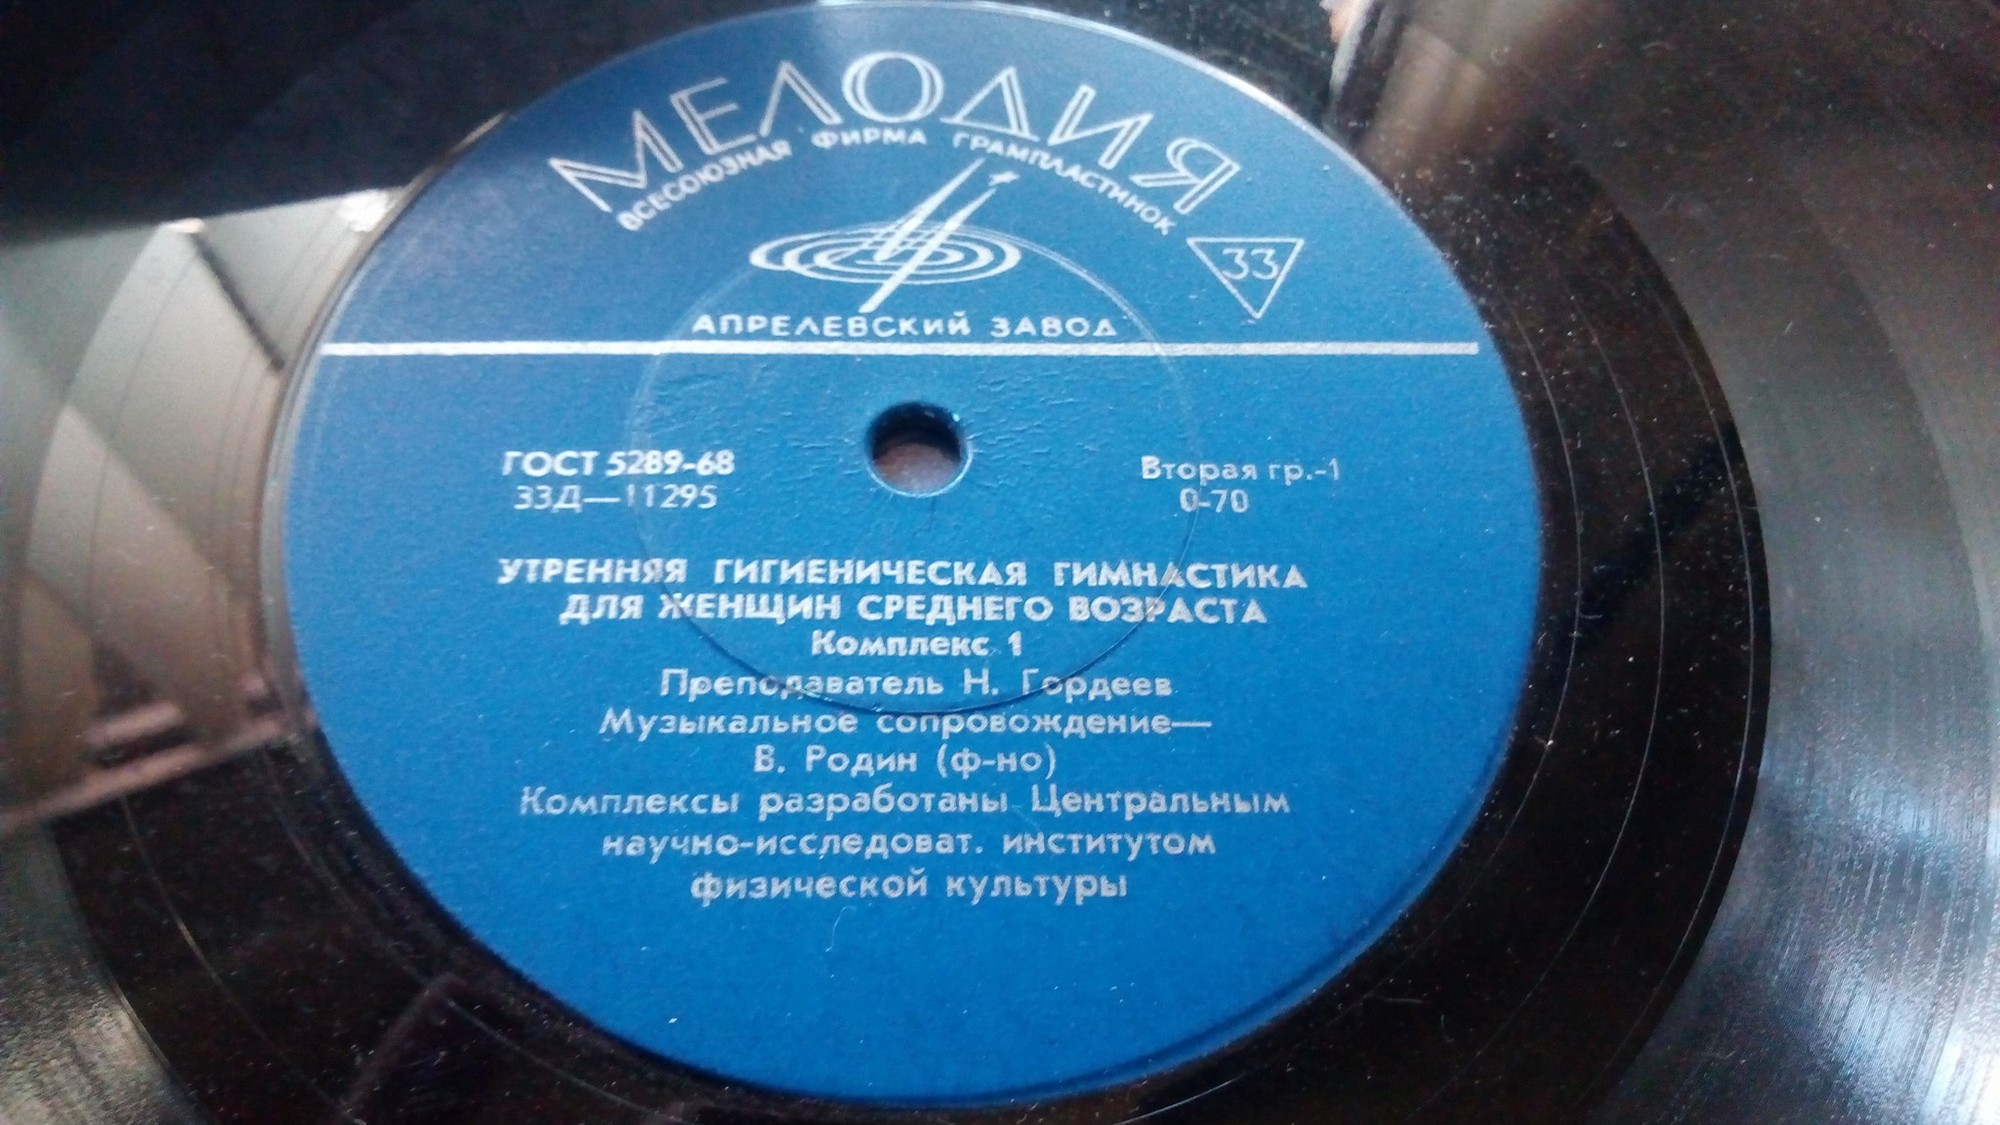 МЕЛОДИЯ
ВСЕСОЮЗНАЯ ФИРМА ГРАМПЛАСТИНОК
33
АПРЕЛЕВСКИЙ ЗАВОД
ГОСТ 5289-68
33Д—11295
Вторая гр.-1
0-70
УТРЕННЯЯ ГИГИЕНИЧЕСКАЯ ГИМНАСТИКА
ДЛЯ ЖЕНЩИН СРЕДНЕГО ВОЗРАСТА
Комплекс 1
Преподаватель Н. Гордеев
Музыкальное сопровождение—
В. Родин (ф-но)
Комплексы разработаны Центральным
научно-исследоват. институтом
физической культуры